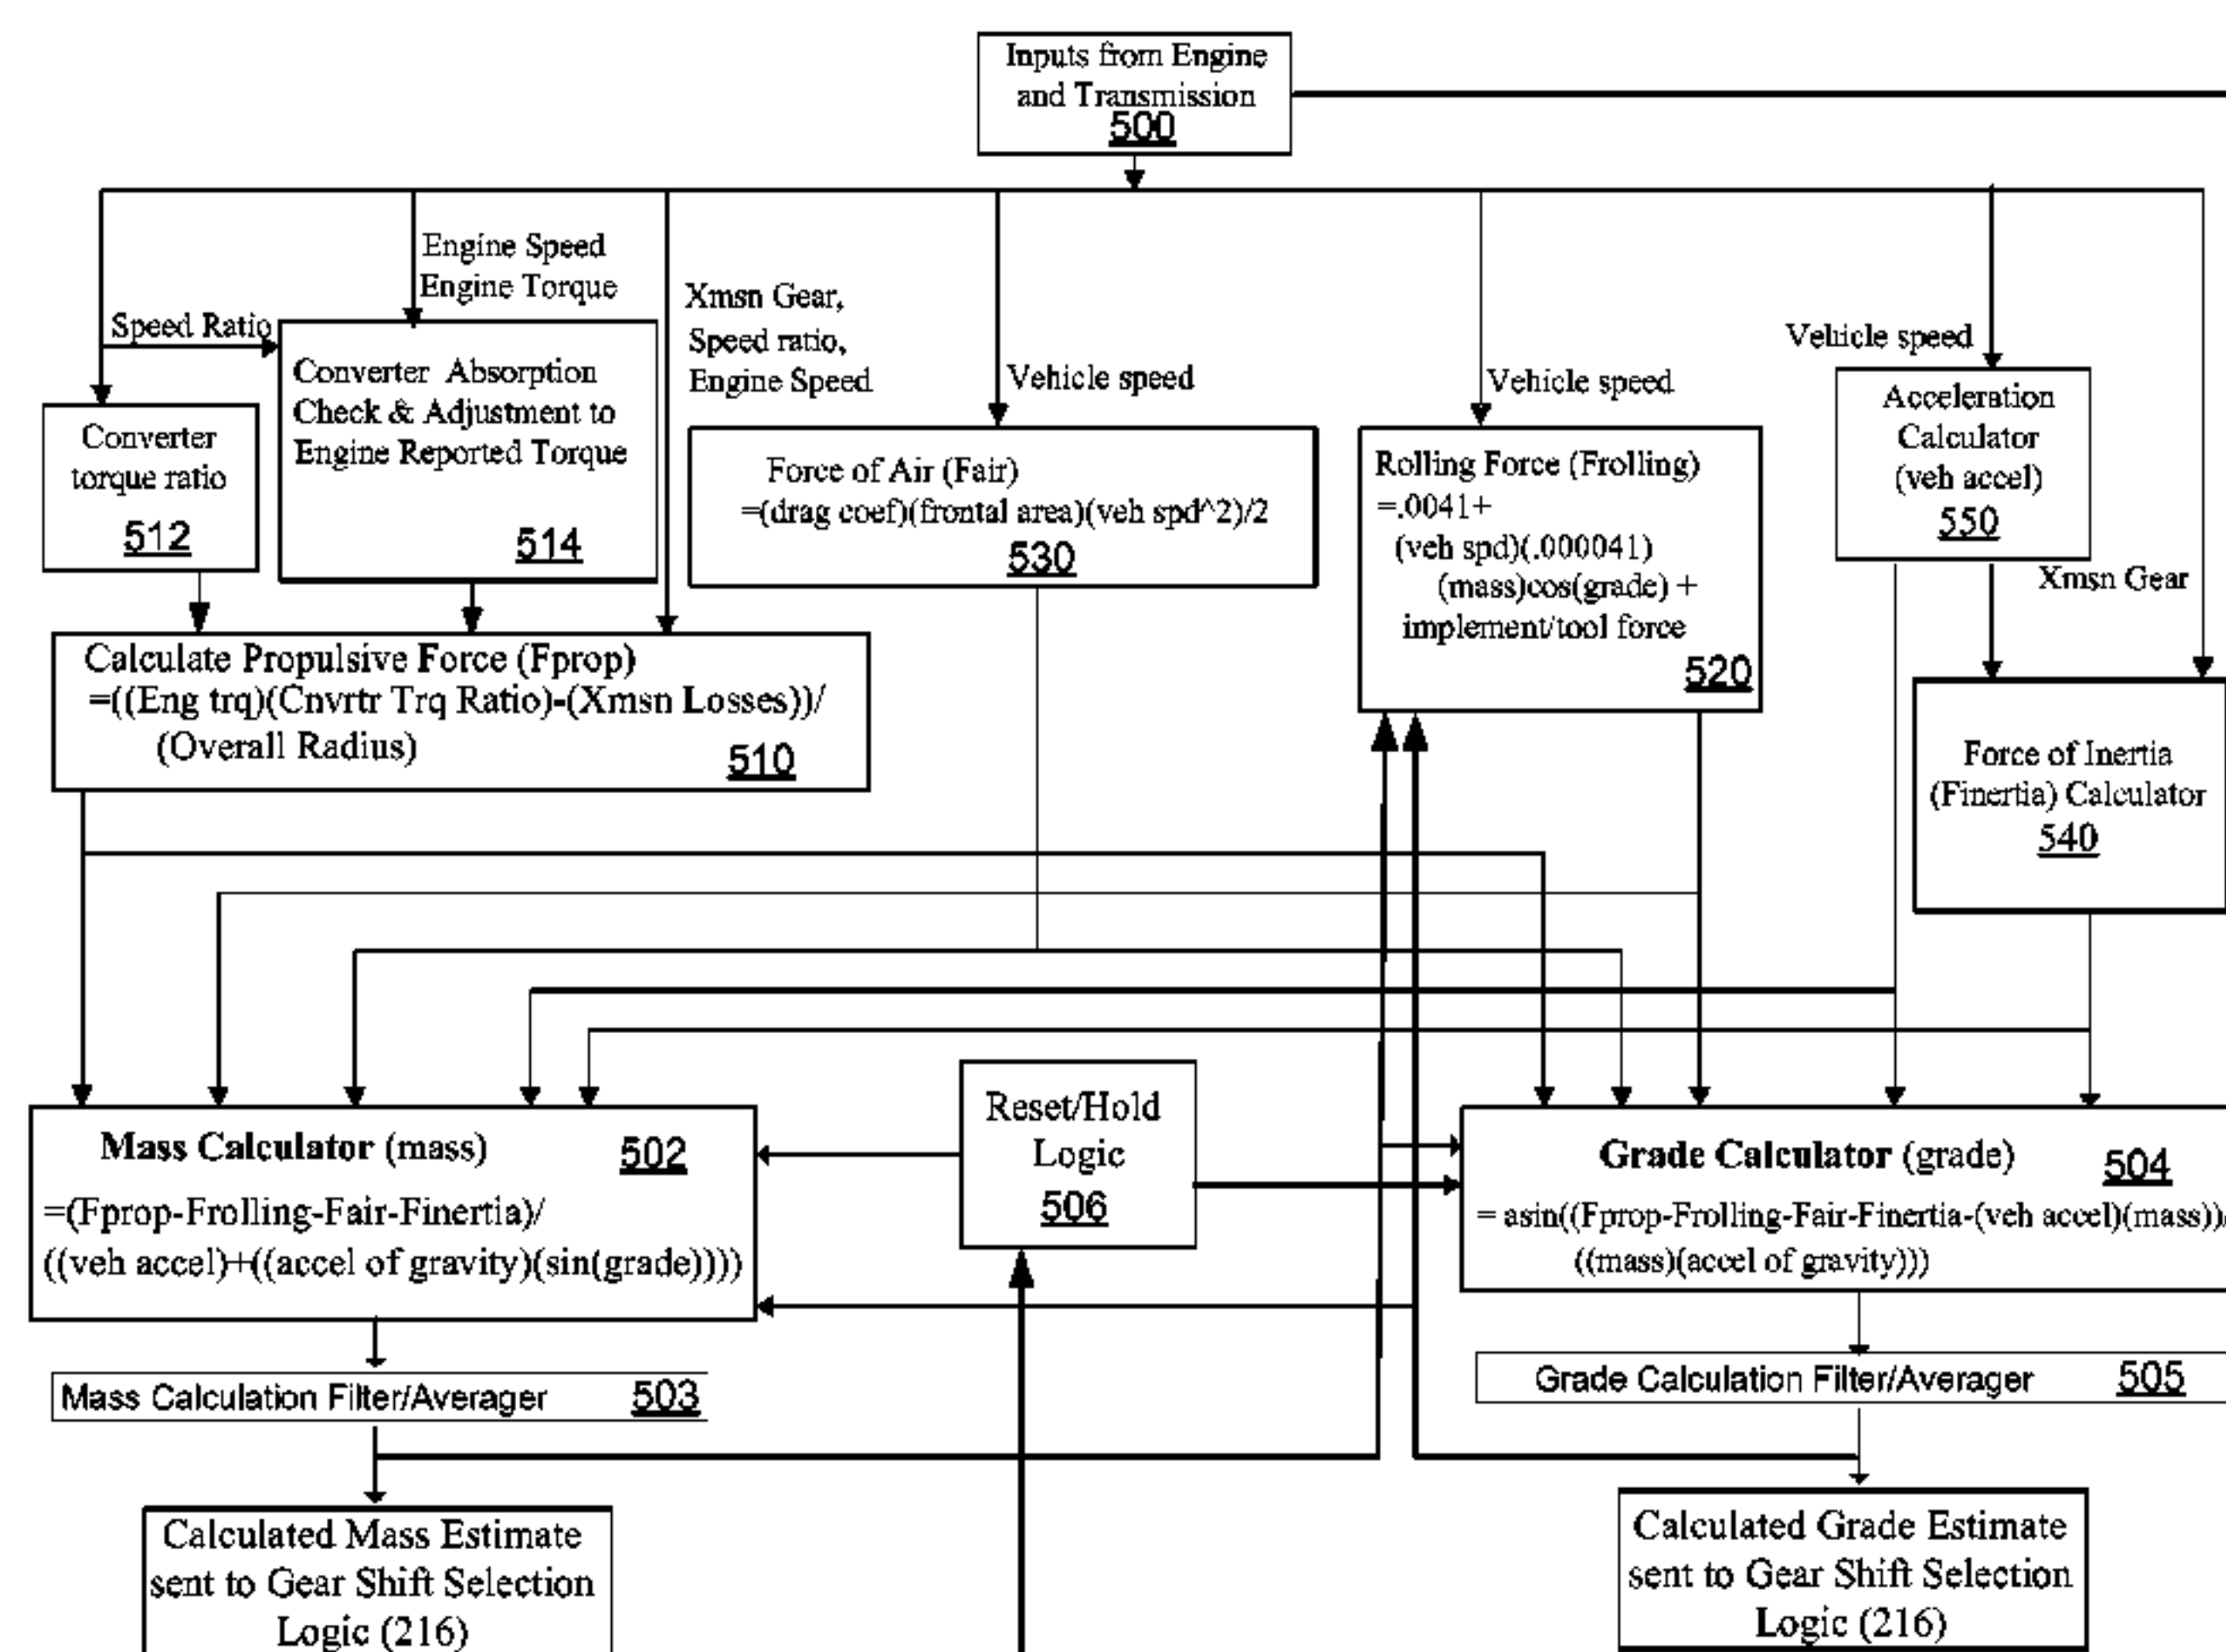 Inputs from Engine
and Transmission
500
Engine Speed
Engine Torque
Speed Ratio
Xmsn Gear,
Speed ratio,
Engine Speed
Vehicle speed
Vehicle speed
Vehicle speed
Converter
torque ratio
512
Converter Absorption
Check & Adjustment to
Engine Reported Torque
514
Force of Air (Fair)
=(drag coef)(frontal area)(veh spd^2)/2
530
Rolling Force (Frolling)
=.0041+
(veh spd)(.000041)
(mass)cos(grade) +
implement/tool force
520
Acceleration
Calculator
(veh accel)
550
Xmsn Gear
Calculate Propulsive Force (Fprop)
=((Eng trq)(Cnvrtr Trq Ratio)-(Xmsn Losses))/
(Overall Radius)
510
Force of Inertia
(Finertia) Calculator
540
Mass Calculator (mass) 502
=(Fprop-Frolling-Fair-Finertia)/
((veh accel)+((accel of gravity)(sin(grade))))
Reset/Hold
Logic
506
Grade Calculator (grade) 504
= asin((Fprop-Frolling-Fair-Finertia-(veh accel)(mass))/
((mass)(accel of gravity)))
Mass Calculation Filter/Averager 503
Grade Calculation Filter/Averager 505
Calculated Mass Estimate
sent to Gear Shift Selection
Logic (216)
Calculated Grade Estimate
sent to Gear Shift Selection
Logic (216)